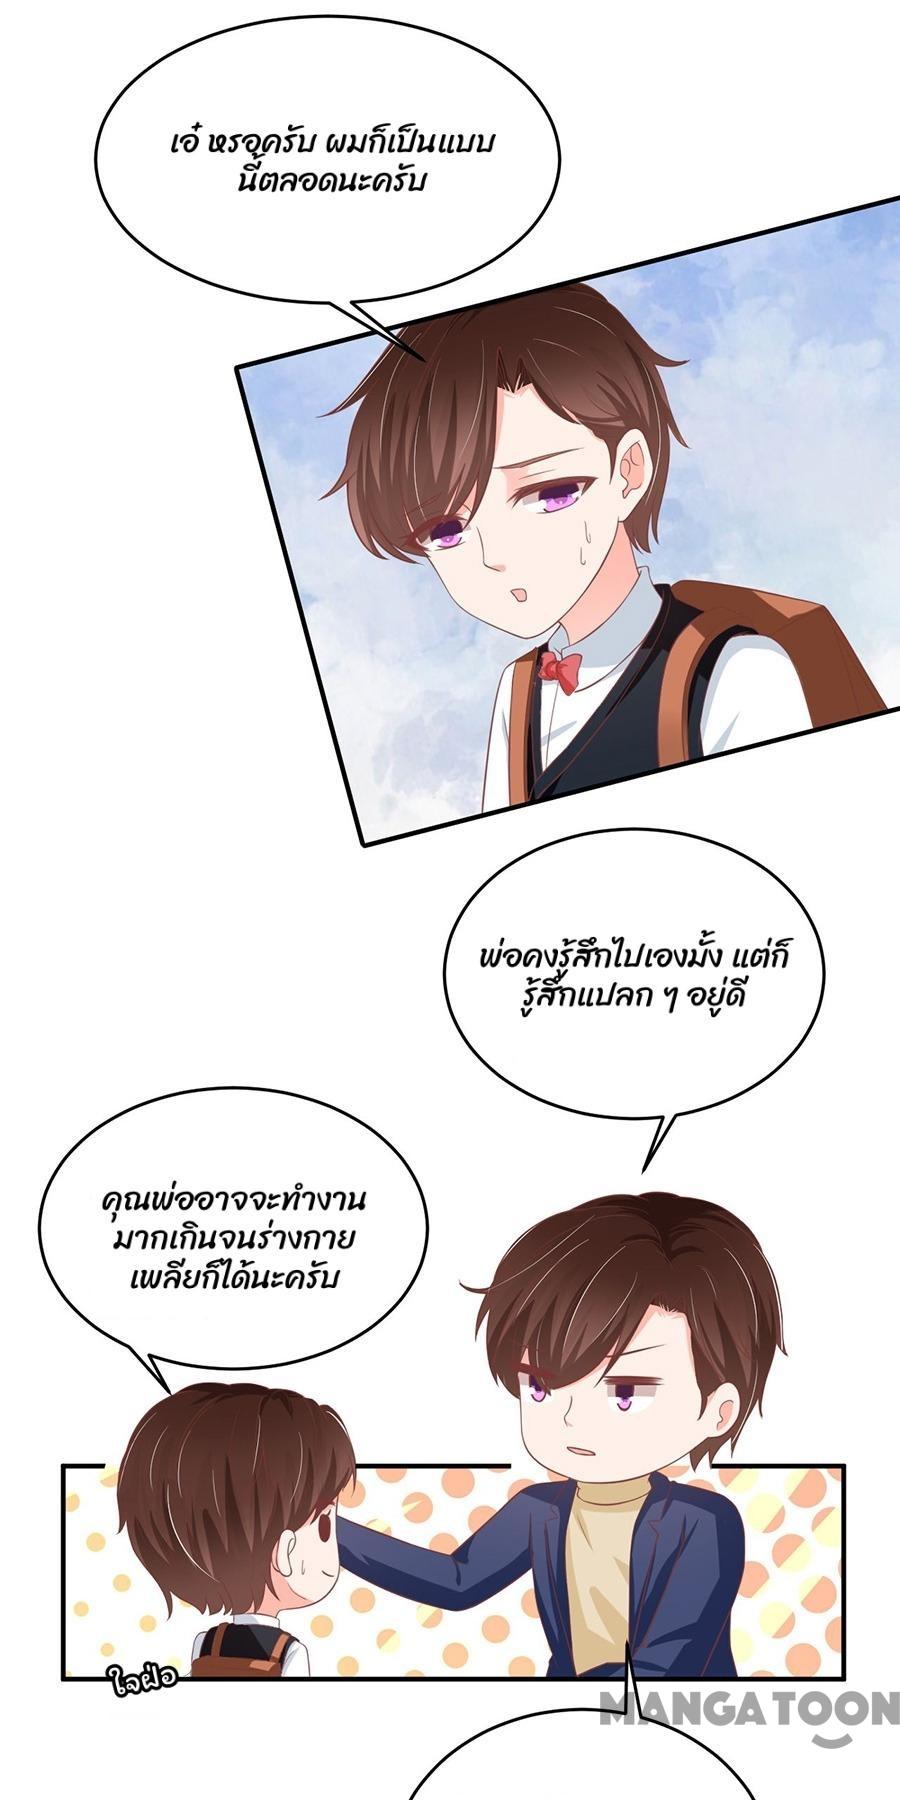 เอ๋ หรอครับ ผมก็เป็นแบบ
นี้ตลอดนะครับ
พ่อคงรู้สึกไปเองมั้ง แต่ก็
รู้สึกแปลก ๆ อยู่ดี
คุณพ่ออาจจะทำงาน
มากเกินจนร่างกาย
เพลียก็ได้นะครับ
ใจฝ่อ
MANGATOON